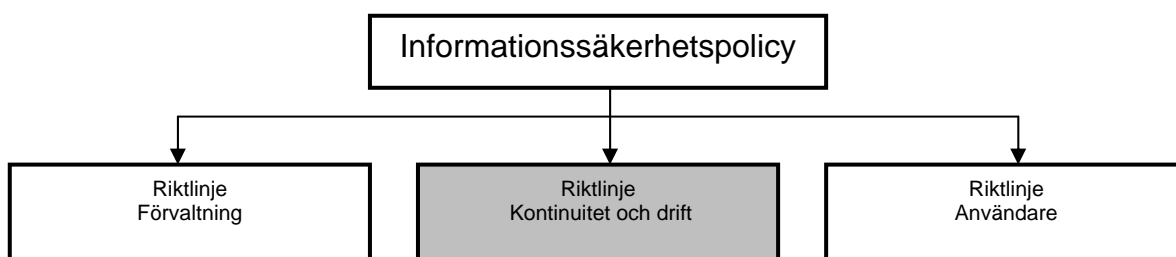 Informationssäkerhetspolicy
Riktlinje
Förvaltning
Riktlinje
Kontinuitet och drift
Riktlinje
Användare